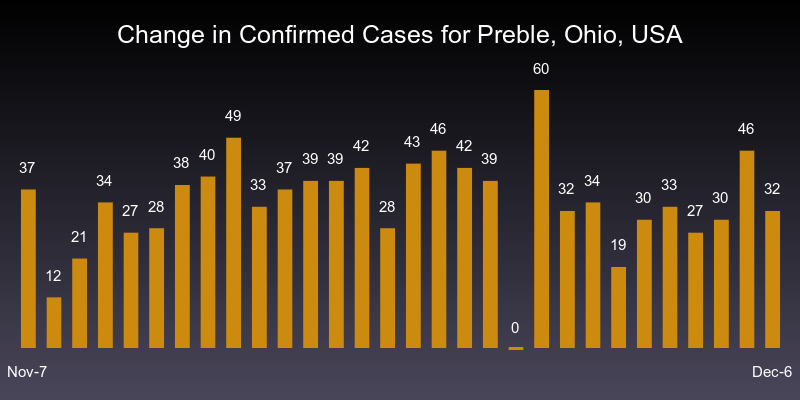 Change in Confirmed Cases for Preble, Ohio, USA
37 12 21 34 27 28 38 40 49 33 37 39 39 42 28 43 46 42 39 0 60 32 34 19 30 33 27 30 46 32
Nov-7 Dec-6